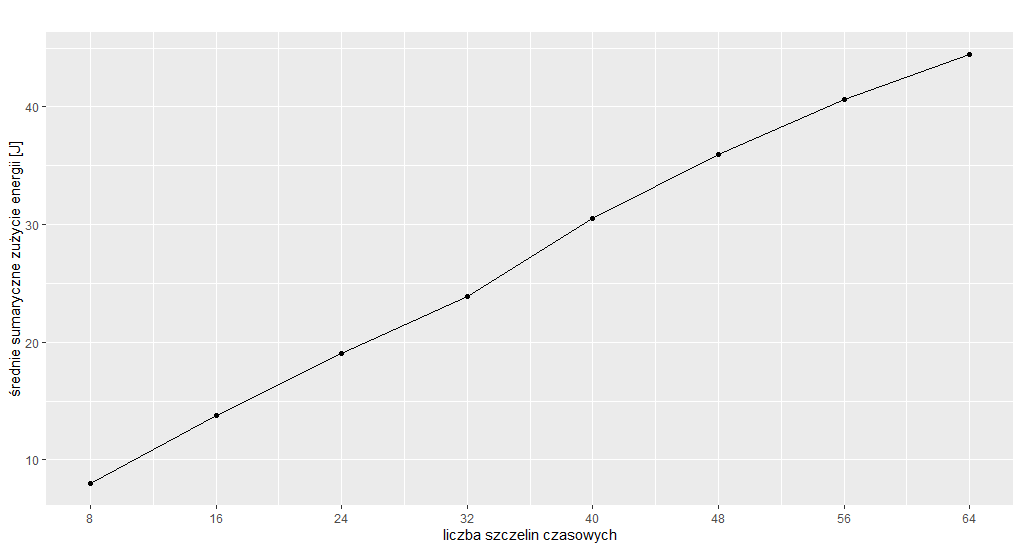 średnie sumaryczne zużycie energii [J]
40
30
20
10
8 16 24 32 40 48 56 64
liczba szczelin czasowych